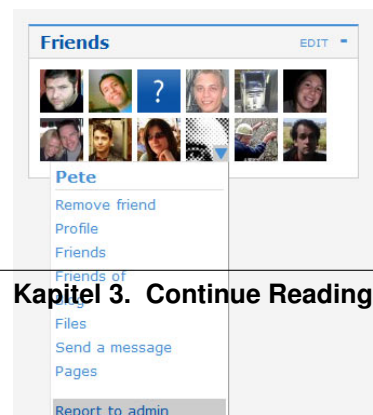 Friends EDIT -
?
Pete
Remove friend
Profile
Friends
Friends of
Kapitel 3. Continue Reading
Blog
Files
Send a message
Pages
Report to admin